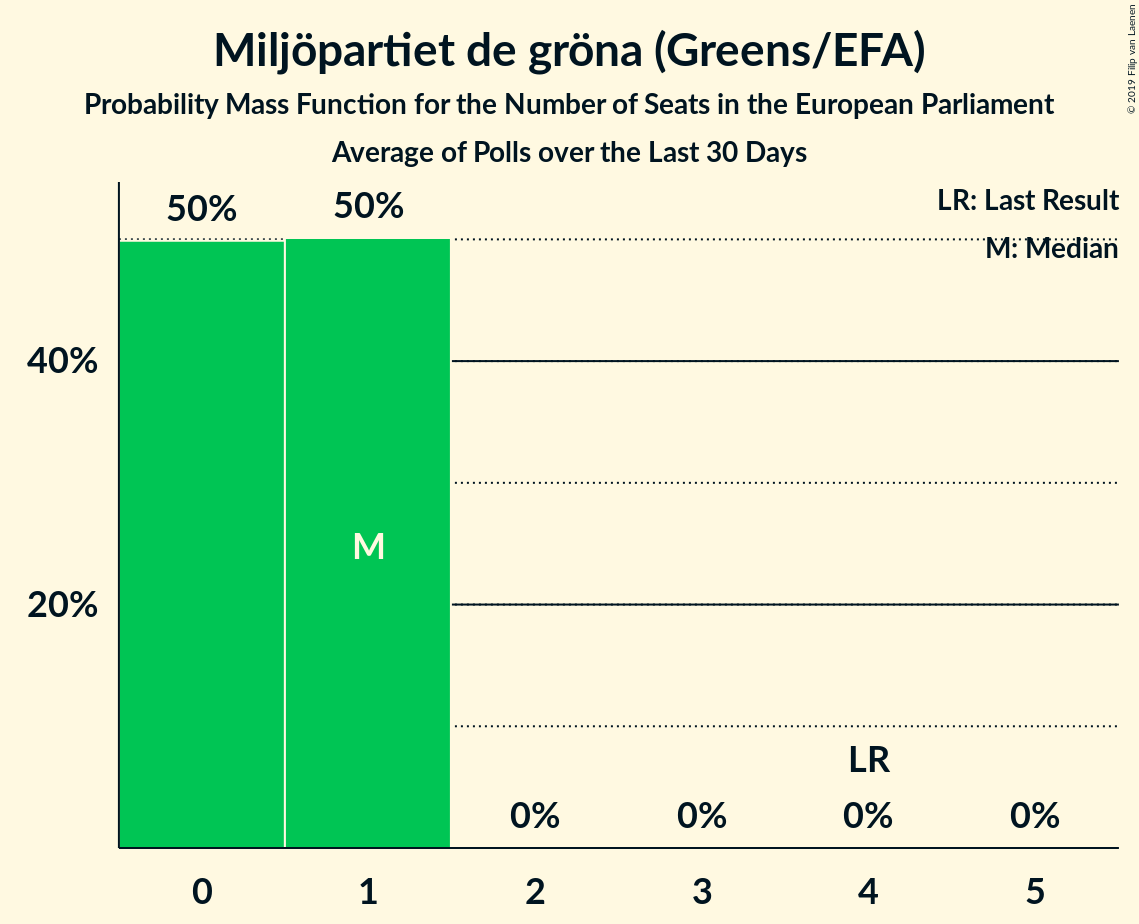 Miljöpartiet de gröna (Greens/EFA)
Probability Mass Function for the Number of Seats in the European Parliament
Average of Polls over the Last 30 Days
© 2019 Filip van Laenen
LR: Last Result
M: Median
50% 50%
40%
M
20%
LR
0% 0% 0% 0%
0 1 2 3 4 5